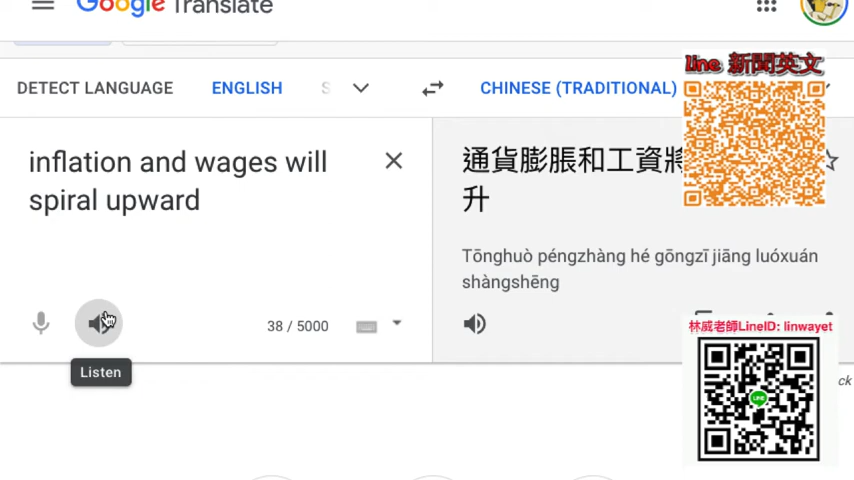 Google Translate
DETECT LANGUAGE
ENGLISH
CHINESE (TRADITIONAL)
line 新聞英文
inflation and wages will
spiral upward
通貨膨脹和工資將
升
Tōnghuò péngzhàng hé gōngzī jiāng luóxuán
shàngshēng
38 / 5000
Listen
林威老師LineID: linwayet
LINE
ck